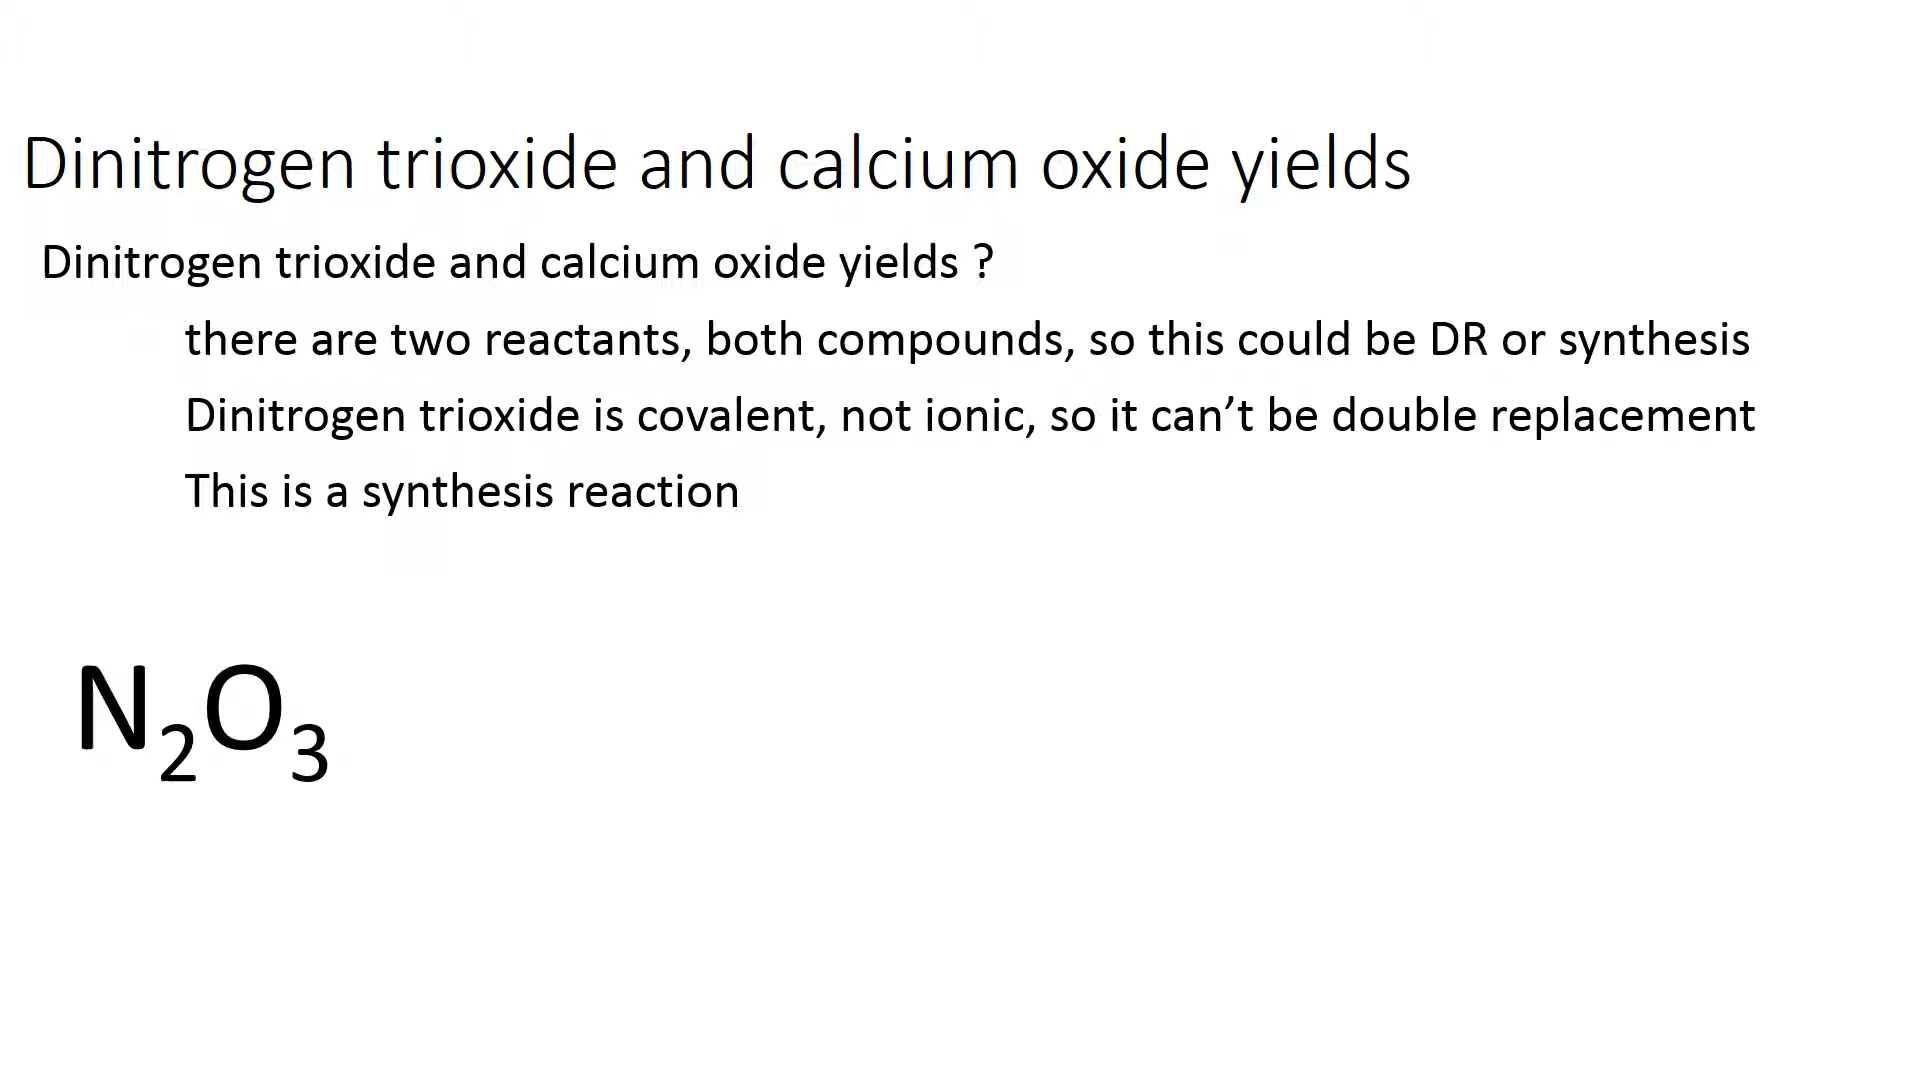 Dinitrogen trioxide and calcium oxide yields
Dinitrogen trioxide and calcium oxide yields ?
there are two reactants, both compounds, so this could be DR or synthesis
Dinitrogen trioxide is covalent, not ionic, so it can’t be double replacement
This is a synthesis reaction
N₂O₃